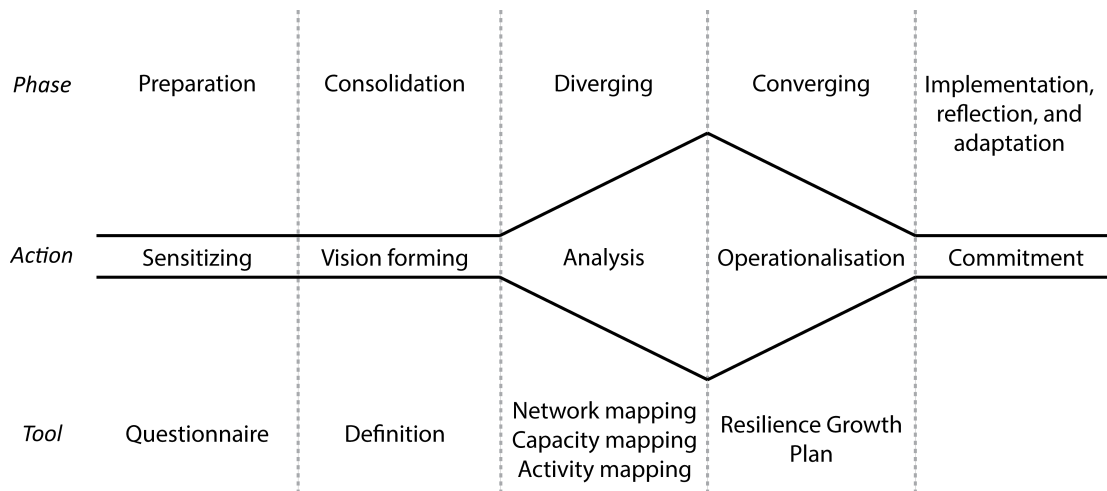 Phase
Preparation
Consolidation
Diverging
Converging
Implementation,
reflection, and
adaptation
Action
Sensitizing
Vision forming
Analysis
Operationalisation
Commitment
Tool
Questionnaire
Definition
Network mapping
Capacity mapping
Activity mapping
Resilience Growth
Plan